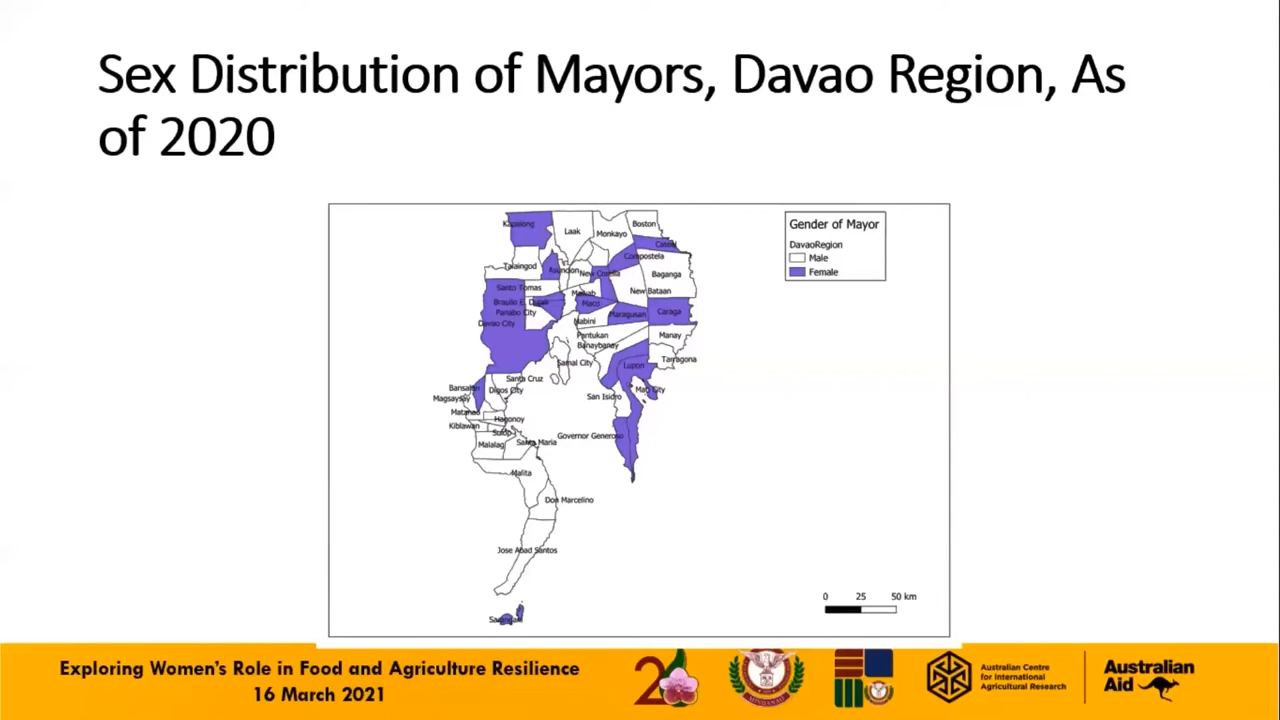 Sex Distribution of Mayors, Davao Region, As
of 2020
Kapalong
Laak
Monkayo
Boston
Cateel
Compostela
Talaingod
Asuncion
New Corella
Baganga
Santo Tomas
Mawab
New Bataan
Braulio E. Dujali
Maco
Panabo City
Maragusan
Caraga
Davao City
Mabini
Pantukan
Manay
Banaybanay
Samal City
Lupon
Tarragona
Santa Cruz
Bansalan
Digos City
Mati City
Magsaysay
San Isidro
Matanao
Hagonoy
Kiblawan
Sulop
Governor Generoso
Malalag
Santa Maria
Malita
Don Marcelino
Jose Abad Santos
Sarangani
Gender of Mayor
DavaoRegion
Male
Female
0 25 50 km
Exploring Women's Role in Food and Agriculture Resilience
16 March 2021
2
MINDANAO
Australian Centre
for International
Agricultural Research
Australian
Aid